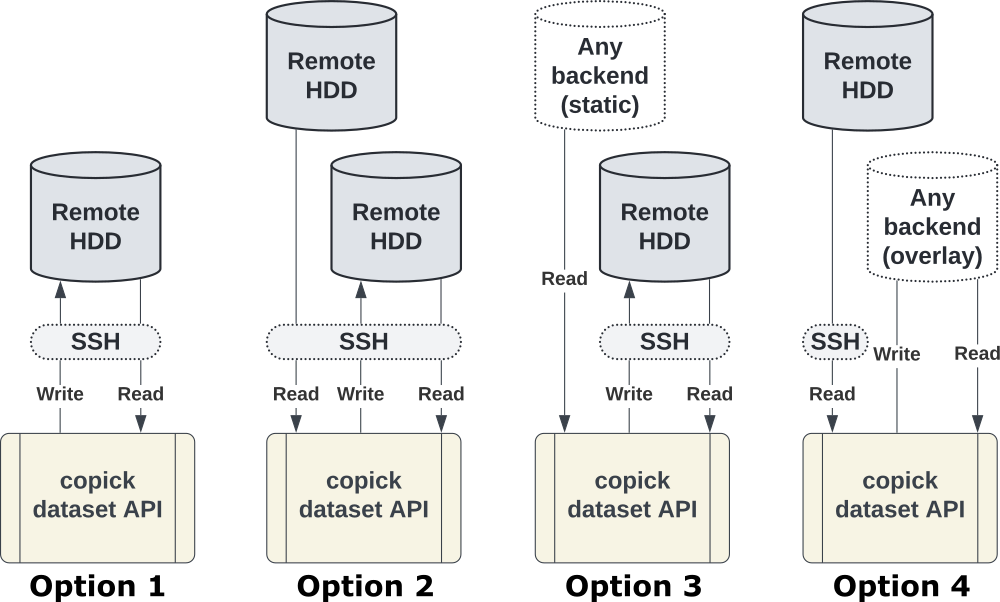 Remote
HDD
SSH
Write
Read
copick
dataset API
Option 1
Remote
HDD
Remote
HDD
SSH
Read
Write
Read
copick
dataset API
Option 2
Any
backend
(static)
Remote
HDD
Read
SSH
Write
Read
copick
dataset API
Option 3
Remote
HDD
Any
backend
(overlay)
SSH
Write
Read
Read
copick
dataset API
Option 4